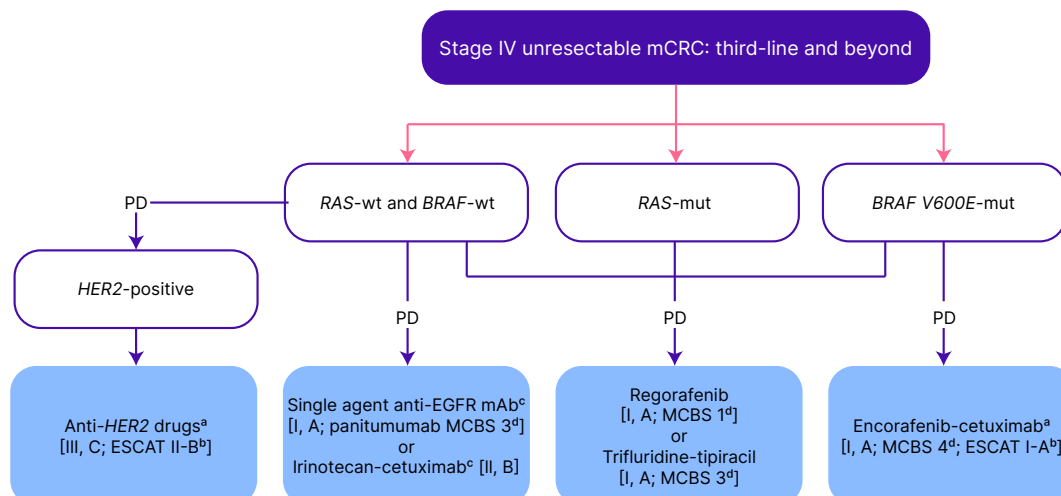 Stage IV unresectable mCRC: third-line and beyond
RAS-wt and BRAF-wt
RAS-mut
BRAF V600E-mut
PD
HER2-positive
PD
PD
PD
Anti-HER2 drugsᵃ
[III, C; ESCAT II-Bᵇ]
Single agent anti-EGFR mAbᶜ
[I, A; panitumumab MCBS 3ᵈ]
or
Irinotecan-cetuximabᶜ [II, B]
Regorafenib
[I, A; MCBS 1ᵈ]
or
Trifluridine-tipiracil
[I, A; MCBS 3ᵈ]
Encorafenib-cetuximabᵃ
[I, A; MCBS 4ᵈ; ESCAT I-Aᵇ]